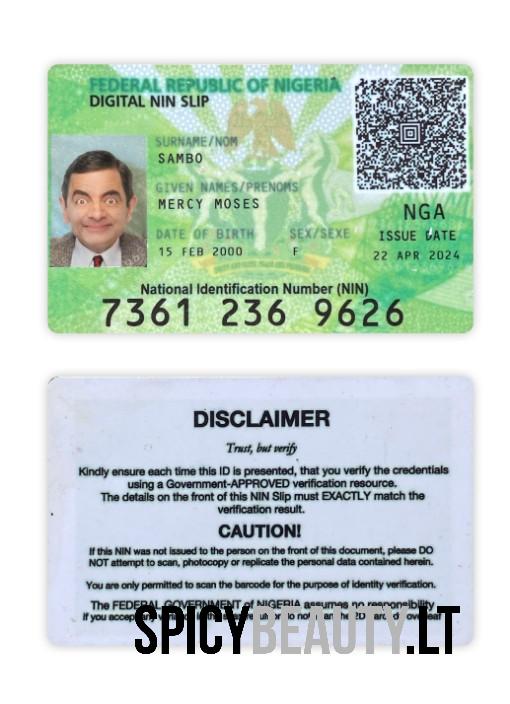 FEDERAL REPUBLIC OF NIGERIA
DIGITAL NIN SLIP
SURNAME/NOM
SAMBO
GIVEN NAMES/PRENOMS
MERCY MOSES
DATE OF BIRTH SEX/SEXE
15 FEB 2000 F
NGA
ISSUE DATE
22 APR 2024
National Identification Number (NIN)
7361 236 9626
DISCLAIMER
Trust, but verify
Kindly ensure each time this ID is presented, that you verify the credentials
using a Government-APPROVED verification resource.
The details on the front of this NIN Slip must EXACTLY match the
verification result.
CAUTION!
If this NIN was not issued to the person on the front of this document, please DO
NOT attempt to scan, photocopy or replicate the personal data contained herein.
You are only permitted to scan the barcode for the purpose of identity verification.
The FEDERAL GOVERNMENT of NIGERIA assumes no responsibility
If you accept any
SPICYBEAUTY.LT